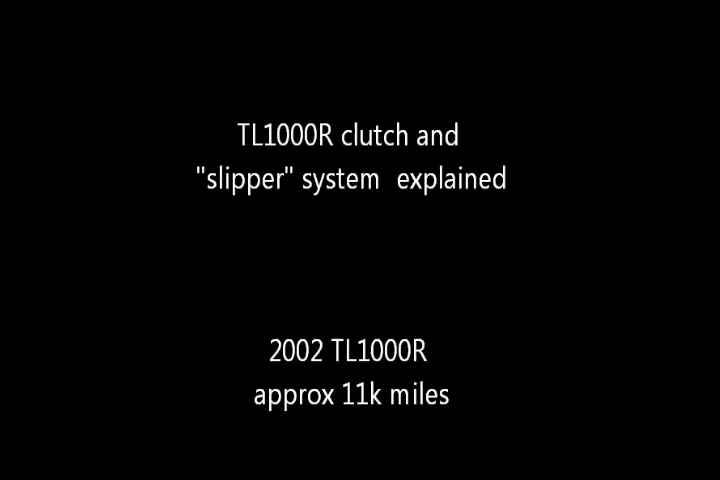 TL1000R clutch and
"slipper" system  explained
2002 TL1000R
approx 11k miles